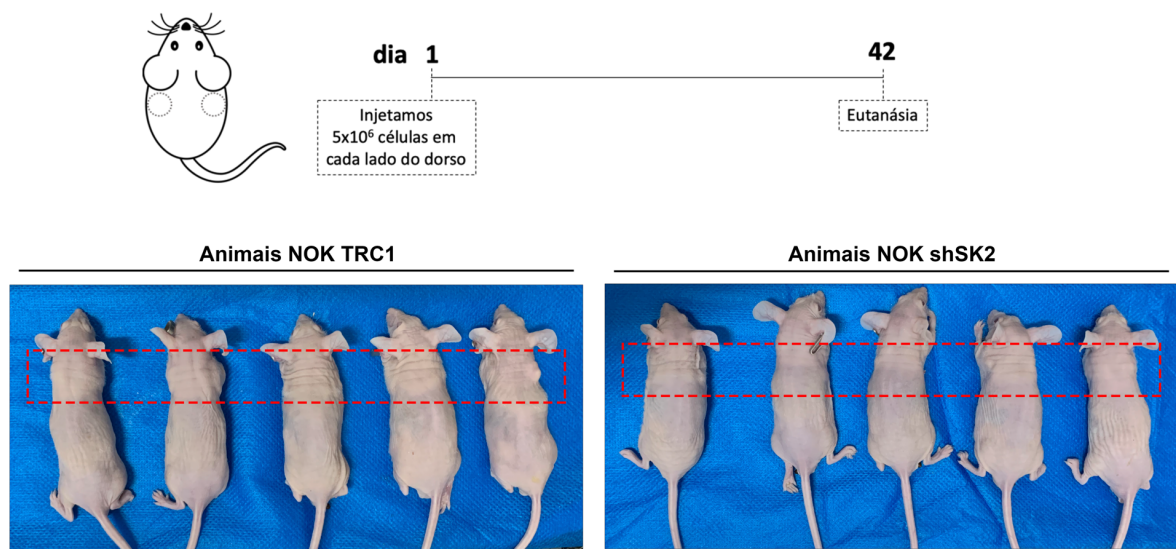 dia 1
42
Injetamos
5x10⁶ células em
cada lado do dorso
Eutanásia
Animais NOK TRC1
Animais NOK shSK2